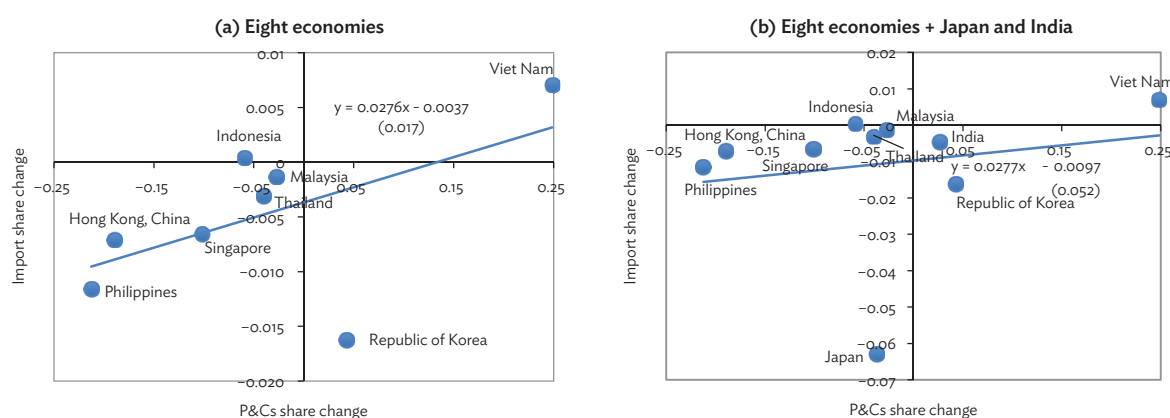 (a) Eight economies
0.01
0.005
0
−0.005
−0.010
−0.015
−0.020
−0.25
−0.15
−0.05
0.05
0.15
0.25
Import share change
P&Cs share change
Viet Nam
y = 0.0276x − 0.0037
(0.017)
Indonesia
Malaysia
Thailand
Hong Kong, China
Singapore
Philippines
Republic of Korea
(b) Eight economies + Japan and India
0.02
0.01
0
−0.01
−0.02
−0.03
−0.04
−0.05
−0.06
−0.07
−0.25
−0.15
−0.05
0.05
0.15
0.25
Import share change
P&Cs share change
Viet Nam
Indonesia
Malaysia
Hong Kong, China
India
Singapore
Thailand
y = 0.0277x − 0.0097
(0.052)
Philippines
Republic of Korea
Japan